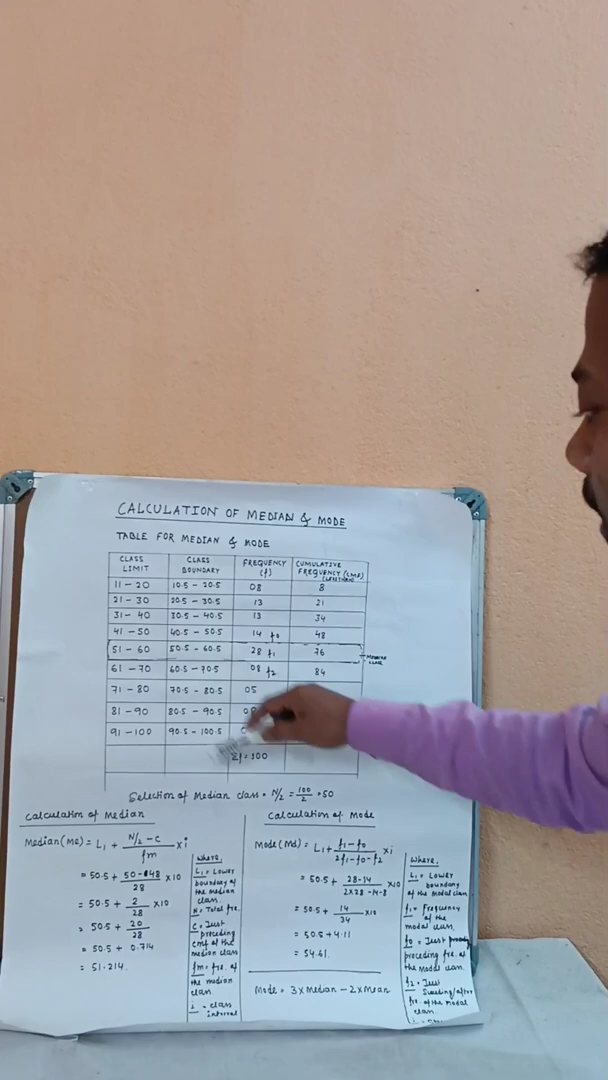 CALCULATION OF MEDIAN & MODE
TABLE FOR MEDIAN & MODE
CLASS LIMIT CLASS BOUNDARY FREQUENCY (f) CUMULATIVE FREQUENCY (CMF) (LESS THAN)
11 - 20 10.5 - 20.5 08 8
21 - 30 20.5 - 30.5 13 21
31 - 40 30.5 - 40.5 13 34
41 - 50 40.5 - 50.5 14 f0 48
51 - 60 50.5 - 60.5 28 f1 76 MEDIAN CLASS
61 - 70 60.5 - 70.5 08 f2 84
71 - 80 70.5 - 80.5 05
81 - 90 80.5 - 90.5
91 - 100 90.5 - 100.5
Σf = 100
Selection of Median class = N/2 = 100/2 = 50
Calculation of Median
Median (Me) = L1 + N/2 - C / fm × i
= 50.5 + 50 - 48 / 28 × 10
= 50.5 + 2/28 × 10
= 50.5 + 20/28
= 50.5 + 0.714
= 51.214.
Where,
L1 = Lower
boundary of
the median
class.
N = Total fre.
C = Just
preceding
cmf of the
median class
fm = fre. of
the median
class
i = class
interval
Calculation of Mode
Mode (Md) = L1 + f1 - f0 / 2f1 - f0 - f2 × i
= 50.5 + 28 - 14 / 2×28 - 14 - 8 × 10
= 50.5 + 14/34 × 10
= 50.5 + 4.11
= 54.61.
Mode = 3 × Median - 2 × Mean
Where,
L1 = Lower
boundary
of the modal class
f1 = Frequency
of the
modal class.
f0 = Just
preceding fre. of
the Modal class.
f2 = Just
fre. of the modal
class.